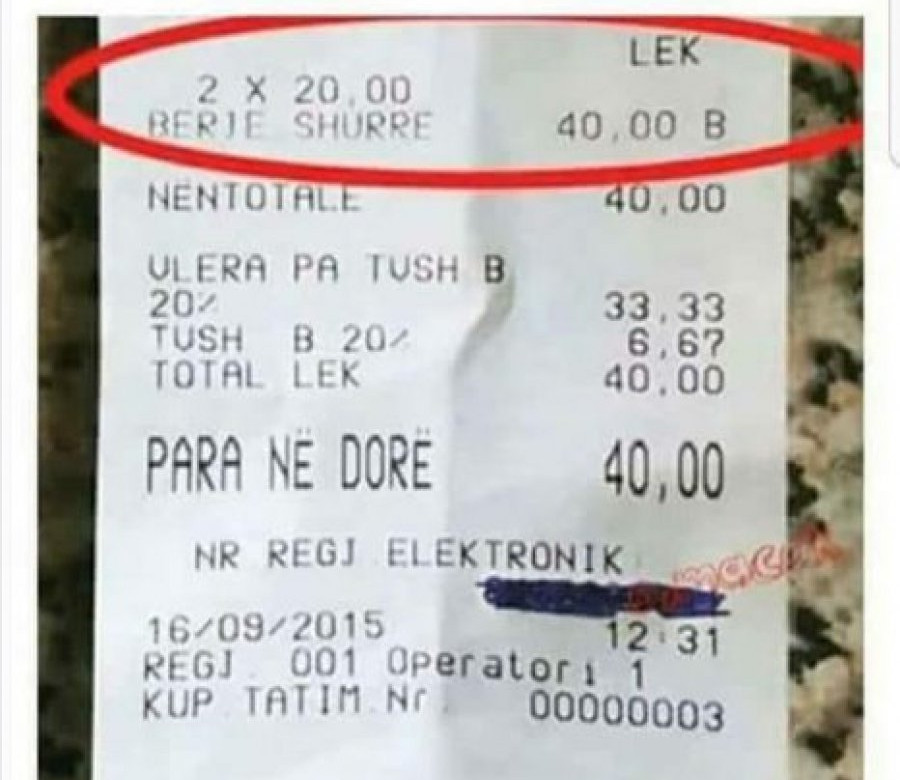 LEK
2 X 20,00
BERJE SHURRE 40,00 B
NENTOTALE 40,00
VLERA PA TVSH B
20% 33,33
TVSH B 20% 6,67
TOTAL LEK 40,00
PARA NË DORË 40,00
NR REGJ ELEKTRONIK
16/09/2015 12:31
REGJ. 001 Operator: 1
KUP TATIM Nr. 00000003